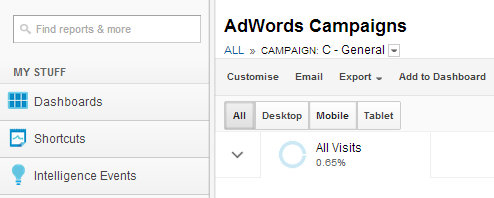 Find reports & more
MY STUFF
Dashboards
Shortcuts
Intelligence Events
AdWords Campaigns
ALL » CAMPAIGN: C - General
Customise Email Export Add to Dashboard
All Desktop Mobile Tablet
All Visits
0.65%